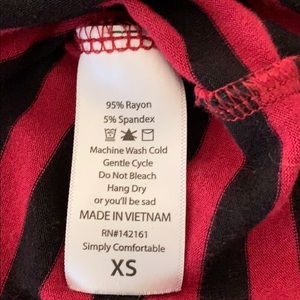 95% Rayon
5% Spandex
Machine Wash Cold
Gentle Cycle
Do Not Bleach
Hang Dry
or you'll be sad
MADE IN VIETNAM
RN#142161
Simply Comfortable
XS